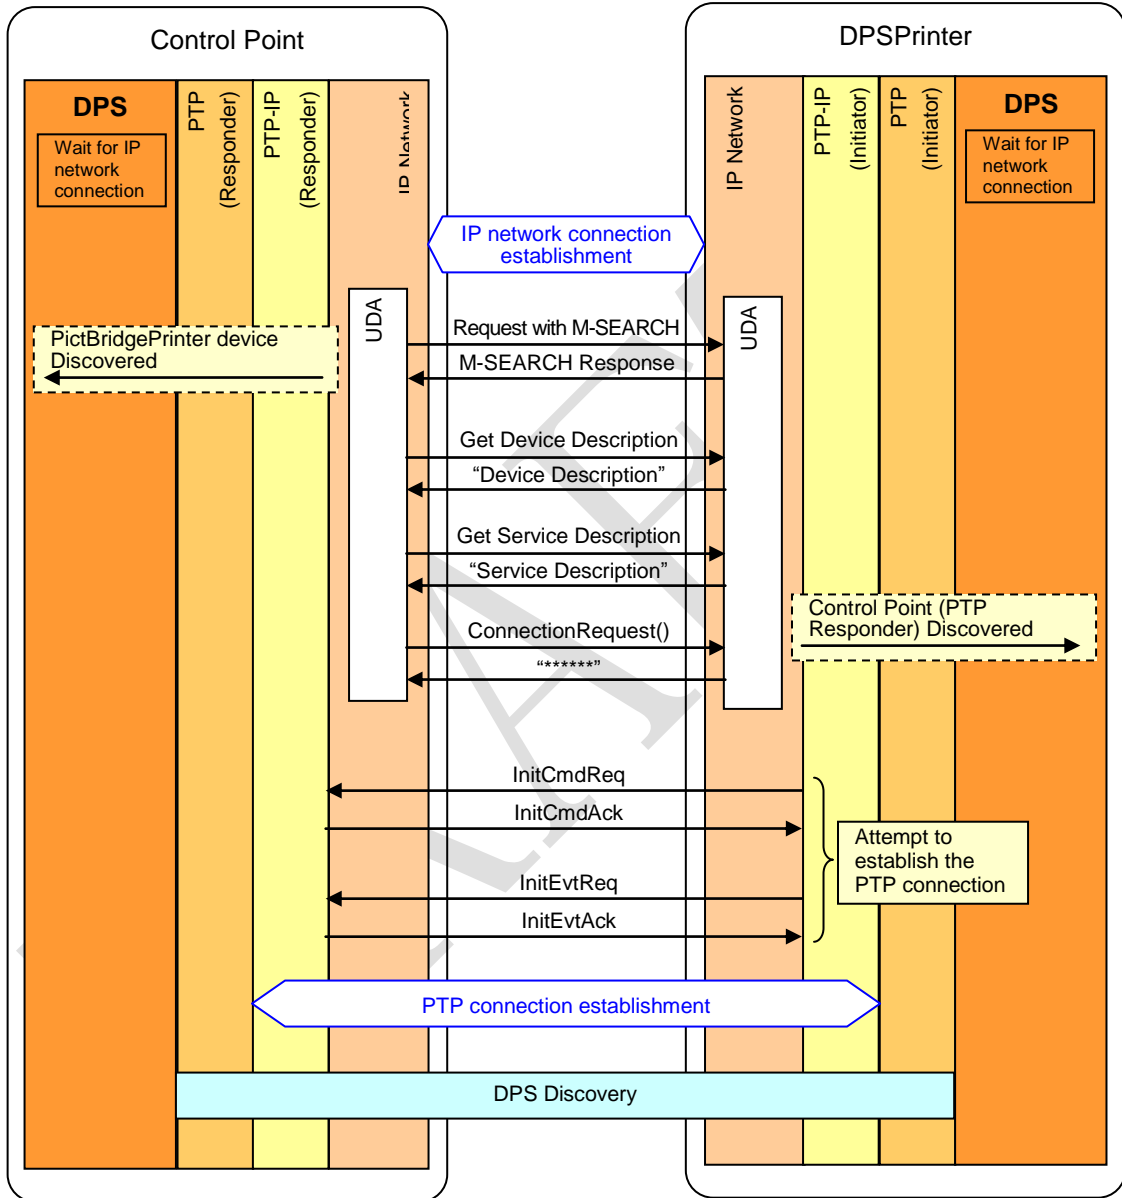 Control Point
DPSPrinter
DPS
Wait for IP
network
connection
PTP
(Responder)
PTP-IP
(Responder)
IP Network
IP Network
PTP-IP
(Initiator)
PTP
(Initiator)
DPS
Wait for IP
network
connection
IP network connection
establishment
UDA
UDA
PictBridgePrinter device
Discovered
Request with M-SEARCH
M-SEARCH Response
Get Device Description
“Device Description”
Get Service Description
“Service Description”
Control Point (PTP
Responder) Discovered
ConnectionRequest()
“******”
InitCmdReq
InitCmdAck
InitEvtReq
InitEvtAck
Attempt to
establish the
PTP connection
PTP connection establishment
DPS Discovery